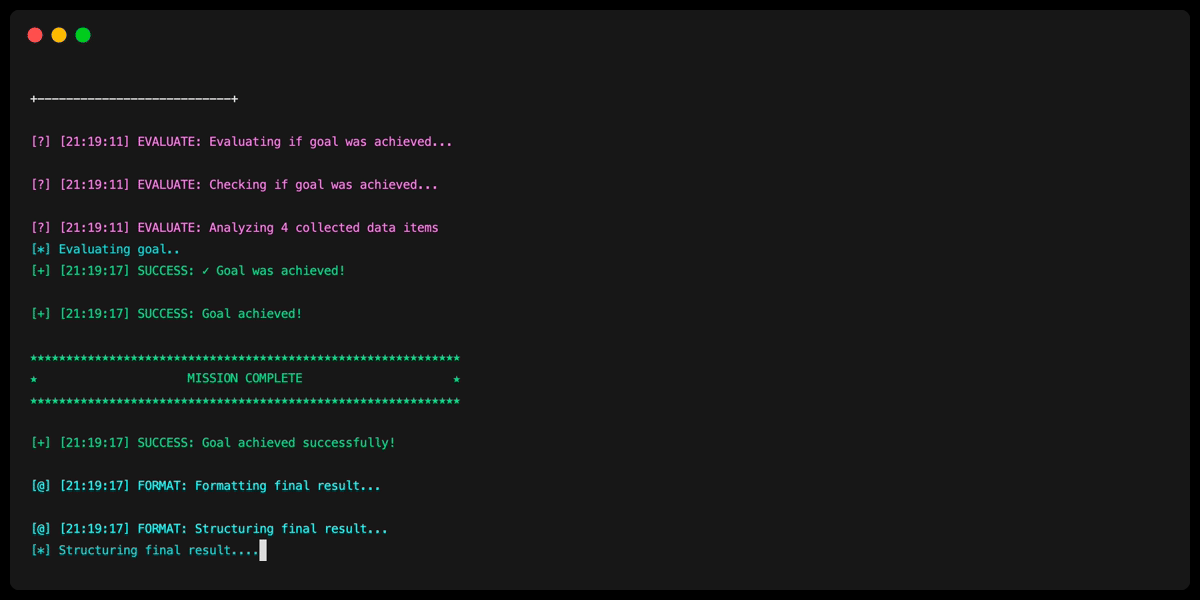 +---------------------------+
[?] [21:19:11] EVALUATE: Evaluating if goal was achieved...
[?] [21:19:11] EVALUATE: Checking if goal was achieved...
[?] [21:19:11] EVALUATE: Analyzing 4 collected data items
[*] Evaluating goal..
[+] [21:19:17] SUCCESS: ✓ Goal was achieved!
[+] [21:19:17] SUCCESS: Goal achieved!
★★★★★★★★★★★★★★★★★★★★★★★★★★★★★★★★★★★★★★★★★★★★★★★★★★★★★★★★★★★★
★                     MISSION COMPLETE                     ★
★★★★★★★★★★★★★★★★★★★★★★★★★★★★★★★★★★★★★★★★★★★★★★★★★★★★★★★★★★★★
[+] [21:19:17] SUCCESS: Goal achieved successfully!
[@] [21:19:17] FORMAT: Formatting final result...
[@] [21:19:17] FORMAT: Structuring final result...
[*] Structuring final result....